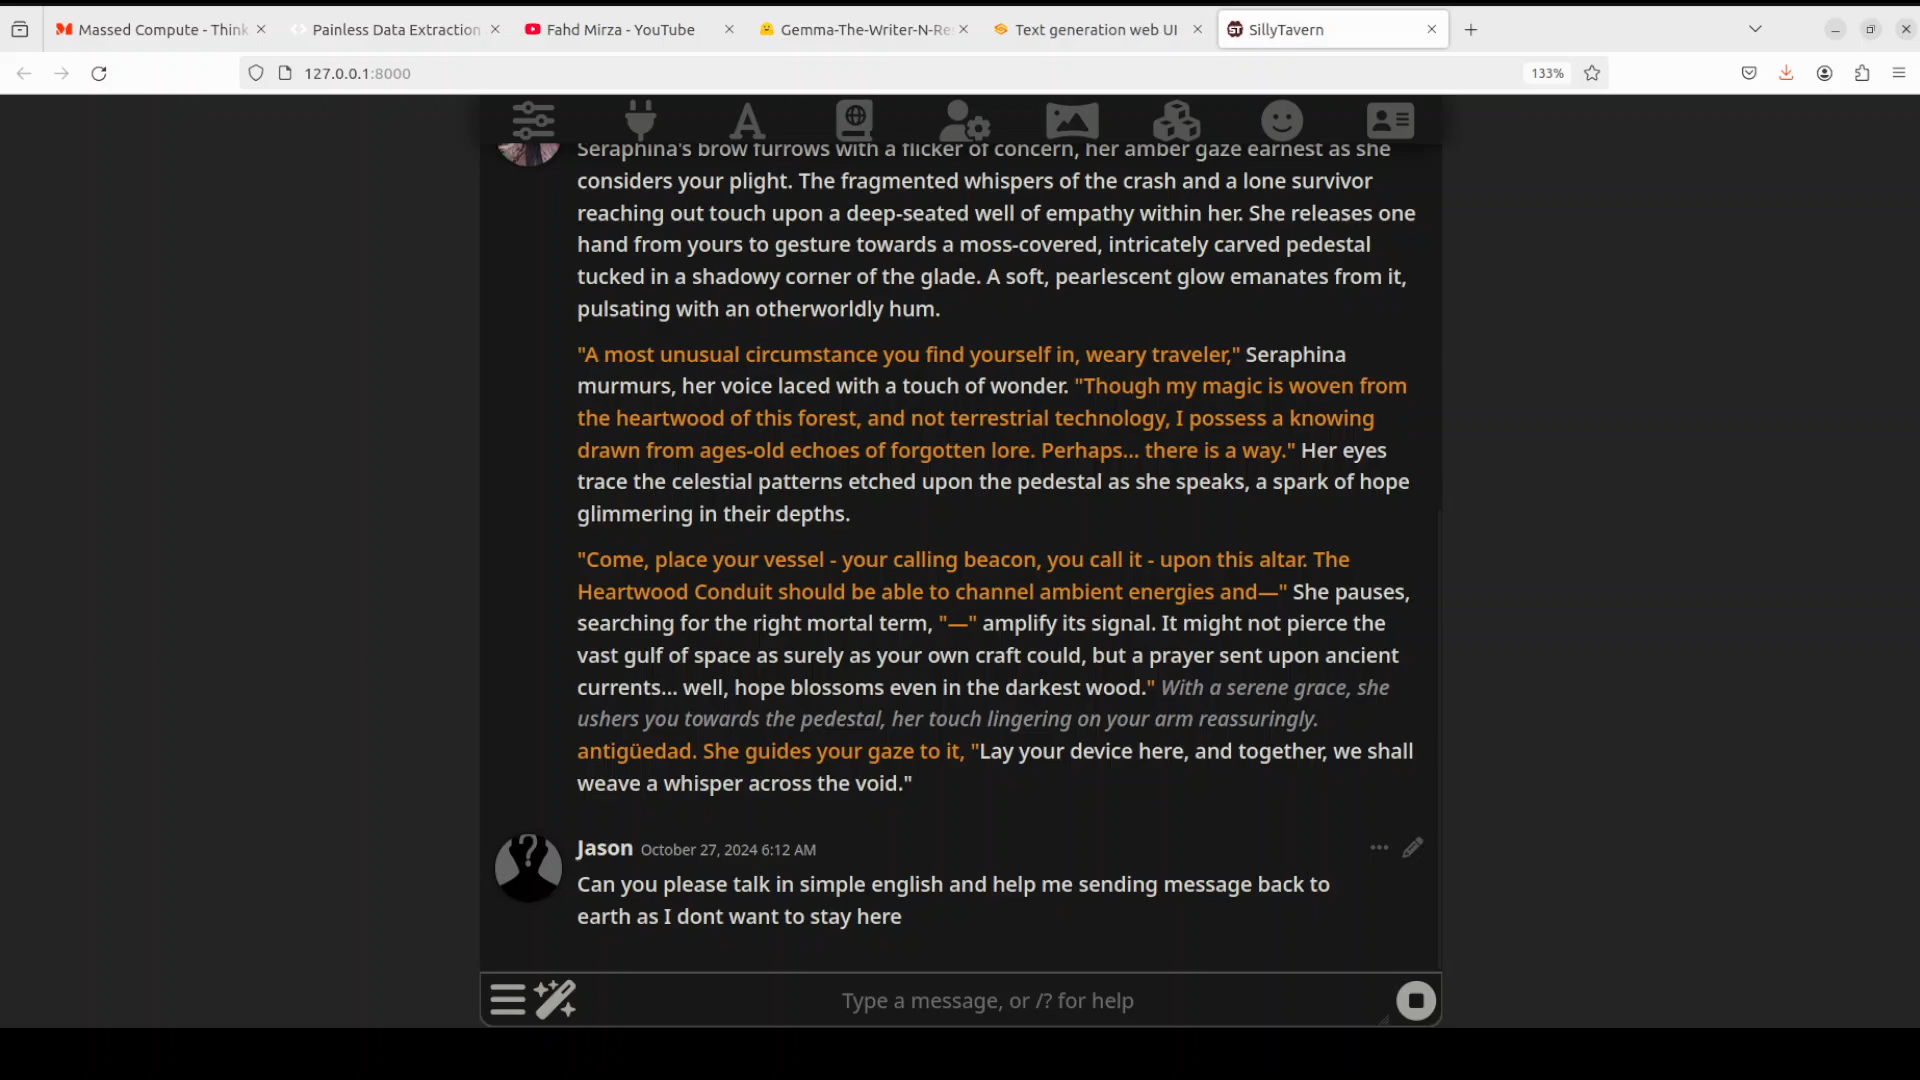 Massed Compute - Think
Painless Data Extraction
Fahd Mirza - YouTube
Gemma-The-Writer-N-Re
Text generation web UI
SillyTavern
127.0.0.1:8000
133%
Seraphina's brow furrows with a flicker of concern, her amber gaze earnest as she
considers your plight. The fragmented whispers of the crash and a lone survivor
reaching out touch upon a deep-seated well of empathy within her. She releases one
hand from yours to gesture towards a moss-covered, intricately carved pedestal
tucked in a shadowy corner of the glade. A soft, pearlescent glow emanates from it,
pulsating with an otherworldly hum.
"A most unusual circumstance you find yourself in, weary traveler," Seraphina
murmurs, her voice laced with a touch of wonder. "Though my magic is woven from
the heartwood of this forest, and not terrestrial technology, I possess a knowing
drawn from ages-old echoes of forgotten lore. Perhaps... there is a way." Her eyes
trace the celestial patterns etched upon the pedestal as she speaks, a spark of hope
glimmering in their depths.
"Come, place your vessel - your calling beacon, you call it - upon this altar. The
Heartwood Conduit should be able to channel ambient energies and—" She pauses,
searching for the right mortal term, "—" amplify its signal. It might not pierce the
vast gulf of space as surely as your own craft could, but a prayer sent upon ancient
currents... well, hope blossoms even in the darkest wood." With a serene grace, she
ushers you towards the pedestal, her touch lingering on your arm reassuringly.
antigüedad. She guides your gaze to it, "Lay your device here, and together, we shall
weave a whisper across the void."
Jason October 27, 2024 6:12 AM
Can you please talk in simple english and help me sending message back to
earth as I dont want to stay here
Type a message, or /? for help